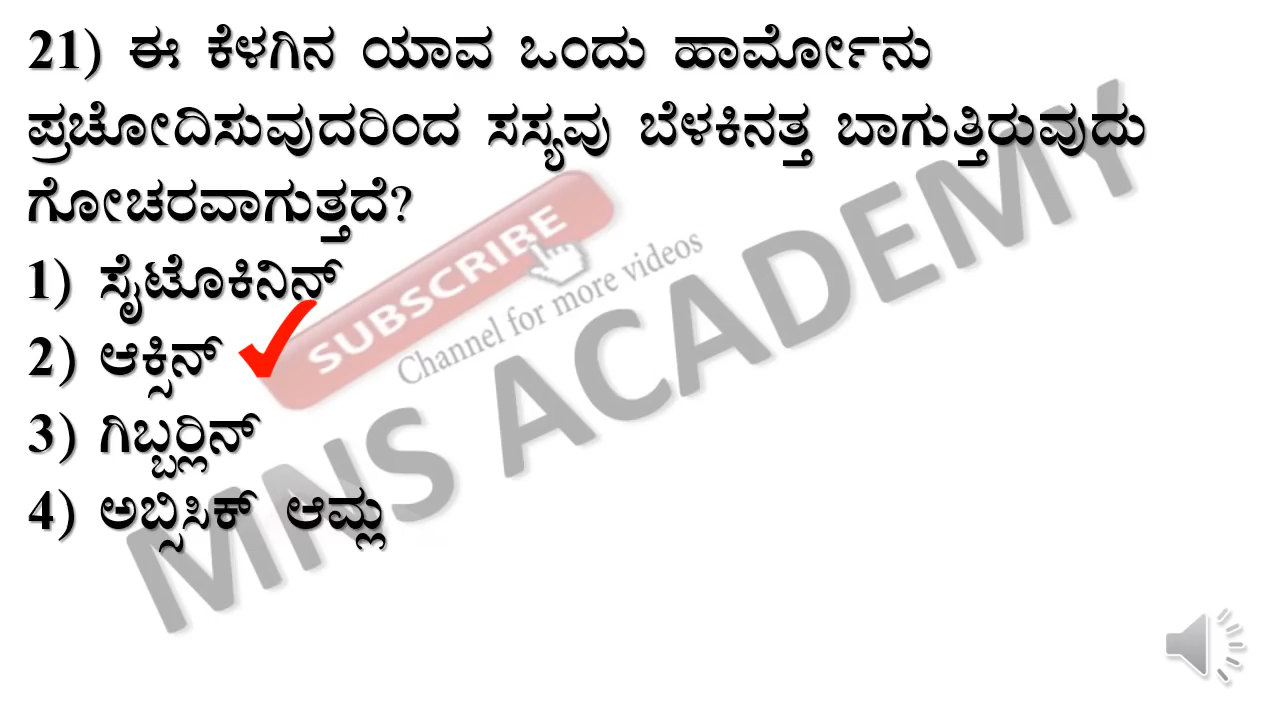 21) ಈ ಕೆಳಗಿನ ಯಾವ ಒಂದು ಹಾರ್ಮೋನು
ಪ್ರಚೋದಿಸುವುದರಿಂದ ಸಸ್ಯವು ಬೆಳಕಿನತ್ತ ಬಾಗುತ್ತಿರುವುದು
ಗೋಚರವಾಗುತ್ತದೆ?
1) ಸೈಟೊಕಿನಿನ್
2) ಆಕ್ಸಿನ್
3) ಗಿಬ್ಬರ‍್ಲಿನ್
4) ಅಬ್ಸಿಸಿಕ್ ಆಮ್ಲ
SUBSCRIBE
Channel for more videos
MNS ACADEMY